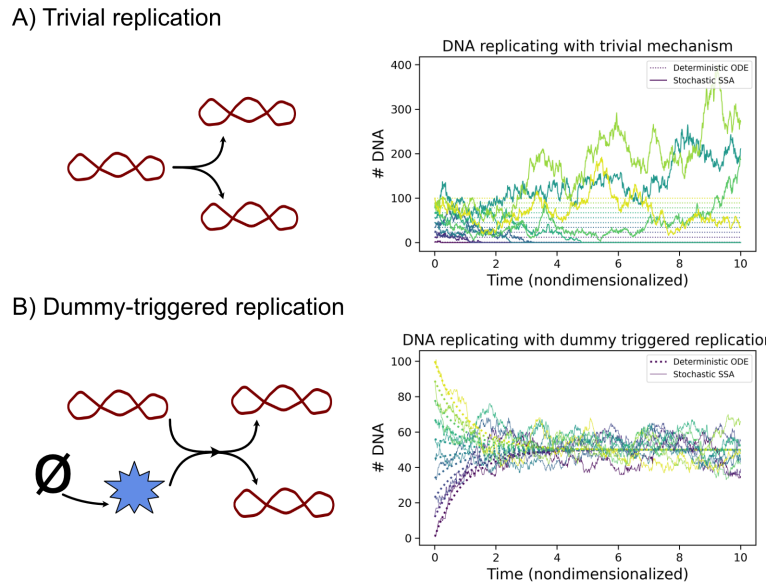 A) Trivial replication
DNA replicating with trivial mechanism
400
300
200
100
0
# DNA
Deterministic ODE
Stochastic SSA
0 2 4 6 8 10
Time (nondimensionalized)
B) Dummy-triggered replication
DNA replicating with dummy triggered replication
100
80
60
40
20
0
# DNA
Deterministic ODE
Stochastic SSA
0 2 4 6 8 10
Time (nondimensionalized)
Ø